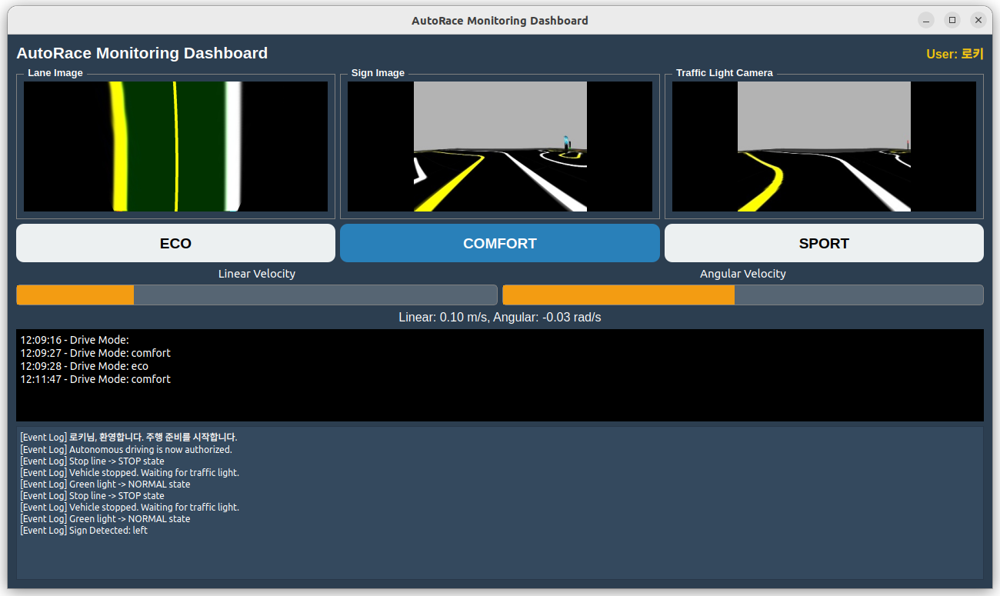 AutoRace Monitoring Dashboard
AutoRace Monitoring Dashboard
User: 로키
Lane Image
Sign Image
Traffic Light Camera
ECO
COMFORT
SPORT
Linear Velocity
Angular Velocity
Linear: 0.10 m/s, Angular: -0.03 rad/s
12:09:16 - Drive Mode:
12:09:27 - Drive Mode: comfort
12:09:28 - Drive Mode: eco
12:11:47 - Drive Mode: comfort
[Event Log] 로키님, 환영합니다. 주행 준비를 시작합니다.
[Event Log] Autonomous driving is now authorized.
[Event Log] Stop line -> STOP state
[Event Log] Vehicle stopped. Waiting for traffic light.
[Event Log] Green light -> NORMAL state
[Event Log] Stop line -> STOP state
[Event Log] Vehicle stopped. Waiting for traffic light.
[Event Log] Green light -> NORMAL state
[Event Log] Sign Detected: left